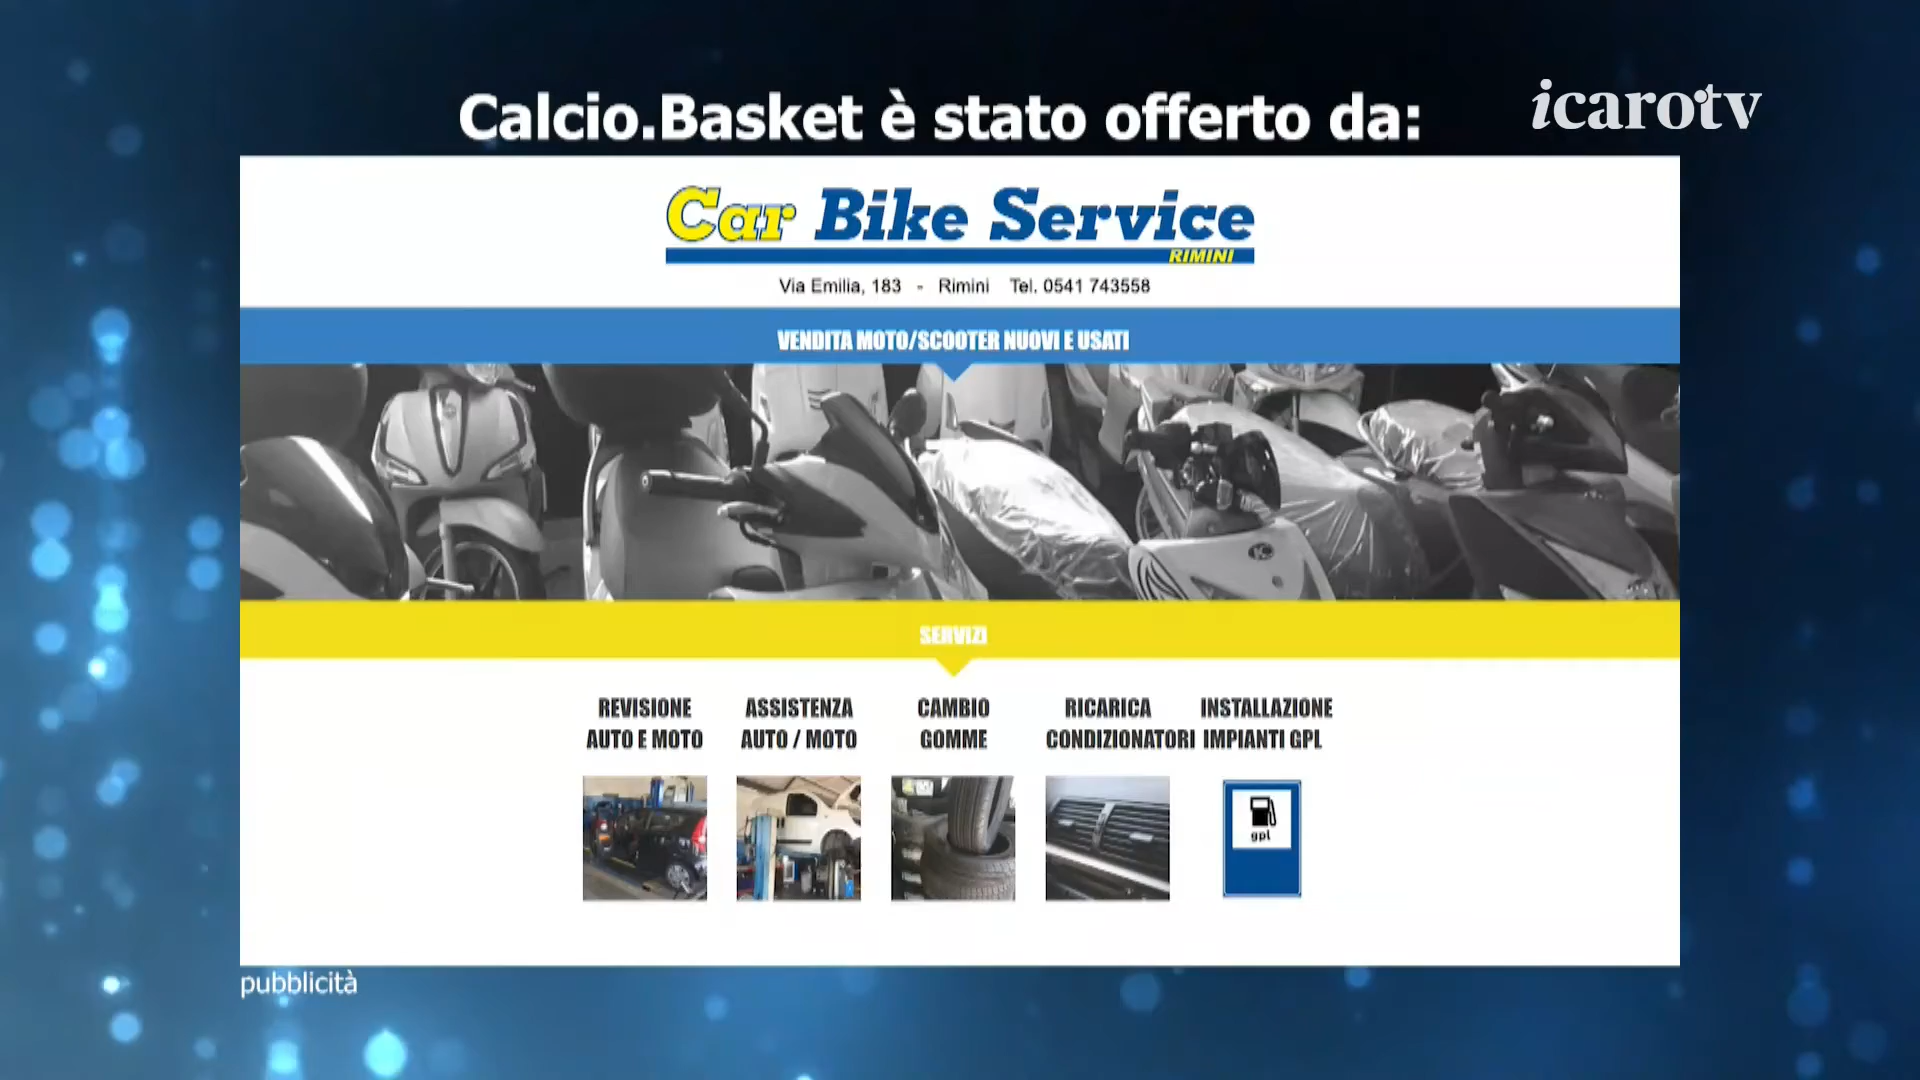 Calcio.Basket è stato offerto da:
icarotv
Car Bike Service
RIMINI
Via Emilia, 183 - Rimini Tel. 0541 743558
VENDITA MOTO/SCOOTER NUOVI E USATI
SERVIZI
REVISIONE
AUTO E MOTO
ASSISTENZA
AUTO / MOTO
CAMBIO
GOMME
RICARICA
CONDIZIONATORI
INSTALLAZIONE
IMPIANTI GPL
gpl
pubblicità